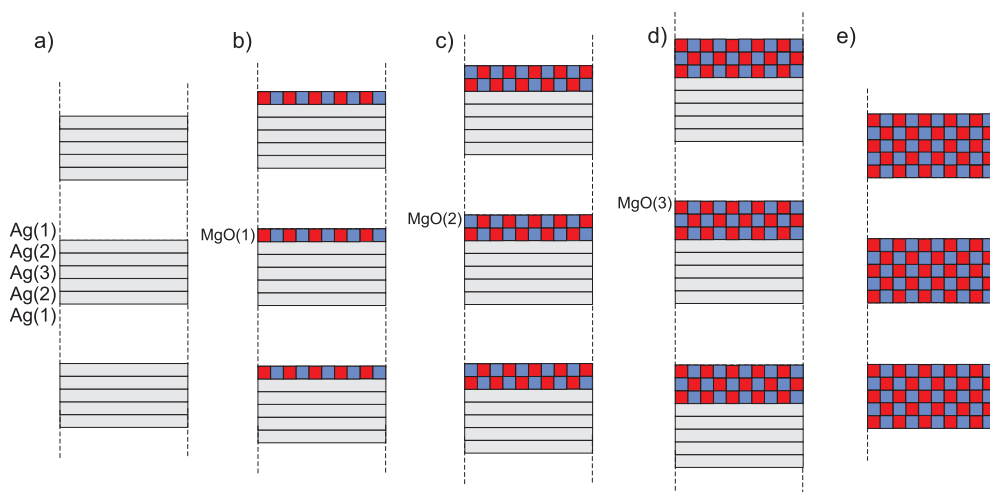 a)
b)
c)
d)
e)
Ag(1)
Ag(2)
Ag(3)
Ag(2)
Ag(1)
MgO(1)
MgO(2)
MgO(3)